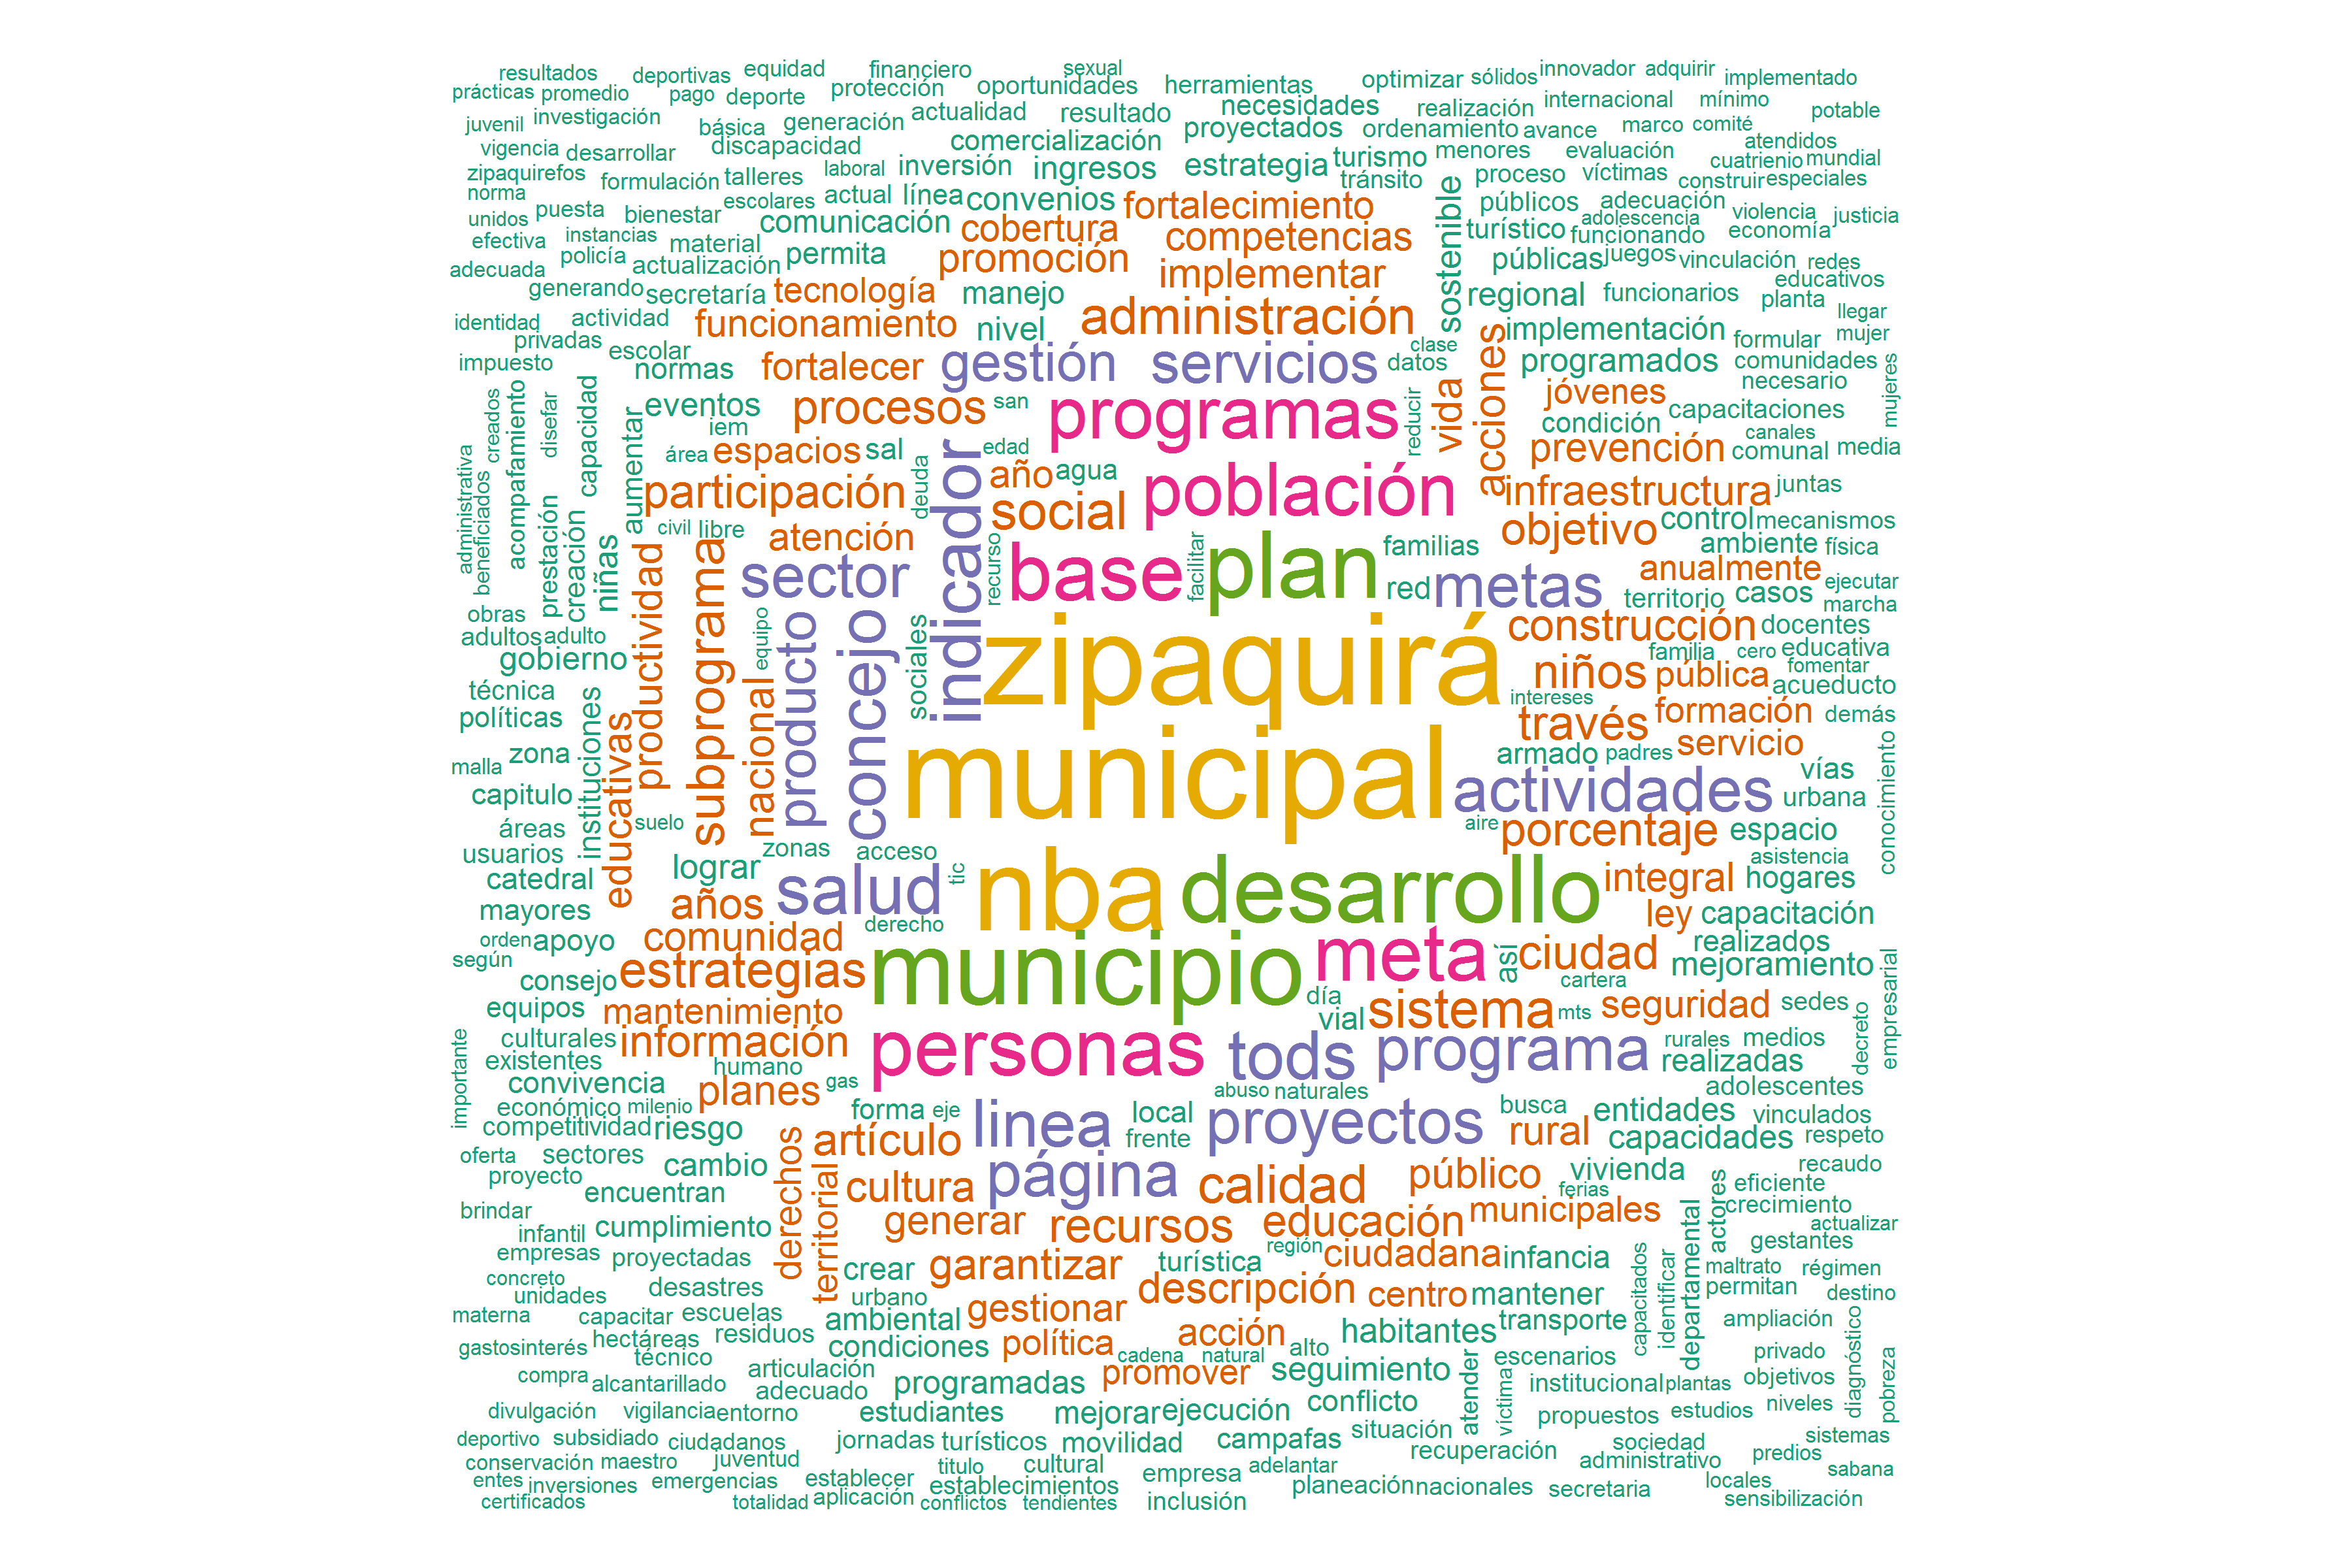 resultados deportivas equidad financiero sexual optimizar sólidos innovador adquirir implementado
prácticas promedio pago deporte protección oportunidades herramientas internacional mínimo potable
juvenil investigación básica generación actualidad resultado necesidades realización marco comité
vigencia desarrollar discapacidad comercialización proyectados ordenamiento avance atendidos
zipaquirefos formulación talleres laboral inversión ingresos estrategia turismo menores evaluación cuatrienio mundial
norma escolares actual línea convenios tránsito proceso víctimas construir especiales
unidos puesta bienestar comunicación cobertura fortalecimiento sostenible públicos adecuación violencia justicia
efectiva instancias material promoción competencias turístico adolescencia funcionando economía
adecuada policía actualización permita implementar públicas juegos vinculación redes
generando secretaría tecnología manejo regional funcionarios educativos planta
identidad actividad funcionamiento nivel administración implementación formular llegar mujer
privadas escolar gestión servicios clase datos programados comunidades
impuesto normas fortalecer vida acciones jóvenes necesario mujeres
creados acompafamiento disefar capacidad aumentar eventos procesos san programas reducir condición capacitaciones
iem espacios sal edad prevención canales comunal media
administrativa beneficiados área participación deuda indicador año agua población infraestructura juntas
prestación creación niñas civil libre atención social objetivo control mecanismos
productividad subprograma sector recurso base facilitar plan familias ambiente física
obras red metas anualmente territorio casos ejecutar marcha
adultos adulto equipo producto concejo sociales zipaquirá construcción docentes
gobierno familia cero educativa
técnica nacional intereses niños pública fomentar acueducto
políticas instituciones educativas través formación demás
malla zona municipal armado padres servicio conocimiento
capitulo actividades vías urbana
áreas suelo aire porcentaje espacio
usuarios zonas acceso asistencia
catedral lograr salud tic nba desarrollo integral hogares
mayores años derecho ley capacitación
orden apoyo comunidad municipio meta así ciudad realizados
según consejo estrategias cartera mejoramiento empresarial
equipos mantenimiento día sistema mts seguridad sedes decreto
importante culturales información vial rurales medios
existentes humano personas tods programa realizadas
convivencia planes gas abuso naturales adolescentes
económico milenio forma eje linea local proyectos busca entidades vinculados
competitividad riesgo artículo frente rural capacidades respeto
oferta sectores cambio derechos territorial página público vivienda recaudo
proyecto encuentran cultura calidad ferias actores departamental eficiente
brindar infantil cumplimiento generar recursos educación municipales crecimiento actualizar
empresas proyectadas garantizar turística región ciudadana infancia capacitados identificar gestantes
concreto unidades desastres crear descripción centro mantener maltrato permitan régimen destino
materna capacitar escuelas urbano ambiental gestionar transporte ampliación diagnóstico
gastos interés hectáreas residuos condiciones política acción habitantes
técnico articulación cadena natural alto escenarios privado pobreza
compra alcantarillado adecuado programadas promover seguimiento atender víctima institucional plantas objetivos
divulgación vigilancia entorno estudiantes mejorar ejecución conflicto propuestos estudios niveles
deportivo subsidiado ciudadanos jornadas turísticos movilidad campafas situación sociedad sistemas
conservación maestro juventud titulo cultural recuperación administrativo predios
entes inversiones emergencias establecer establecimientos empresa adelantar planeación nacionales secretaria locales sabana
certificados totalidad aplicación conflictos tendientes inclusión sensibilización